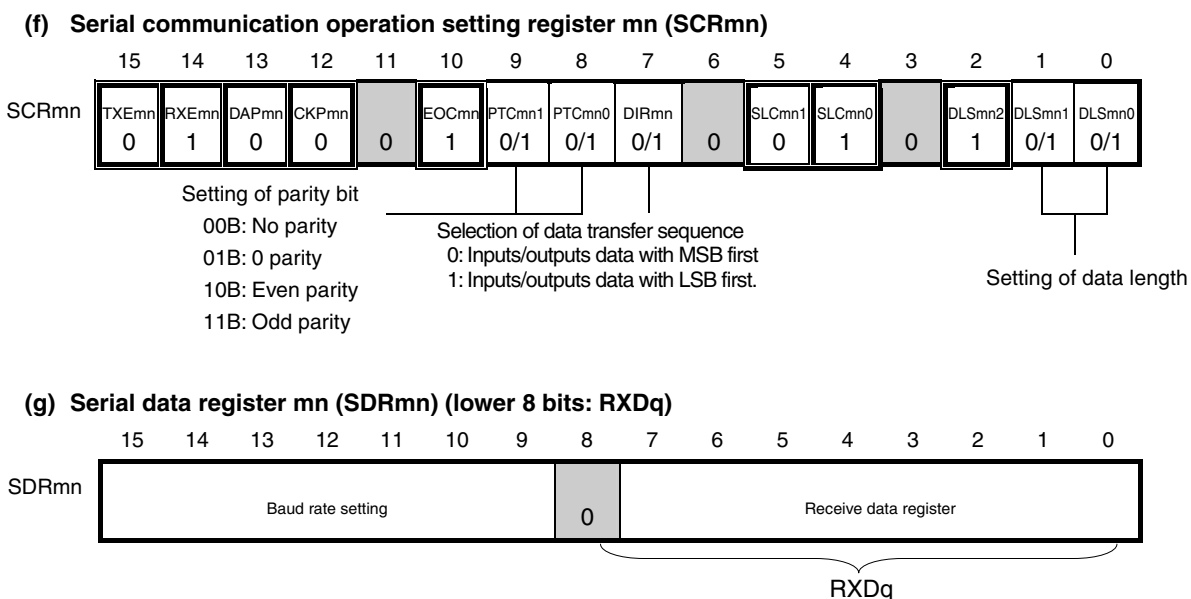 (f) Serial communication operation setting register mn (SCRmn)
15 14 13 12 11 10 9 8 7 6 5 4 3 2 1 0
SCRmn
TXEmn RXEmn DAPmn CKPmn EOCmn PTCmn1 PTCmn0 DIRmn SLCmn1 SLCmn0 DLSmn2 DLSmn1 DLSmn0
0 1 0 0 0 1 0/1 0/1 0/1 0 0 1 0 1 0/1 0/1
Setting of parity bit
00B: No parity
01B: 0 parity
10B: Even parity
11B: Odd parity
Selection of data transfer sequence
0: Inputs/outputs data with MSB first
1: Inputs/outputs data with LSB first.
Setting of data length
(g) Serial data register mn (SDRmn) (lower 8 bits: RXDq)
15 14 13 12 11 10 9 8 7 6 5 4 3 2 1 0
SDRmn
Baud rate setting
0
Receive data register
RXDq